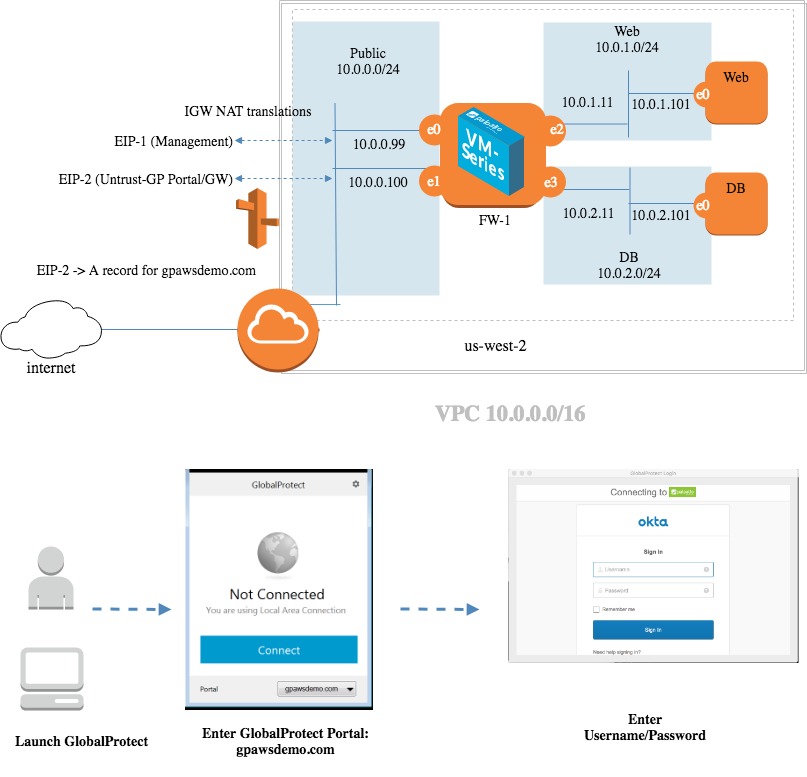 Public
10.0.0.0/24
Web
10.0.1.0/24
IGW NAT translations
EIP-1 (Management)
10.0.0.99
EIP-2 (Untrust-GP Portal/GW)
10.0.0.100
e0
e1
e2
e3
paloalto
VM-
Series
FW-1
10.0.1.11
10.0.1.101
e0
Web
10.0.2.11
10.0.2.101
e0
DB
DB
10.0.2.0/24
EIP-2 -> A record for gpawsdemo.com
internet
us-west-2
VPC 10.0.0.0/16
GlobalProtect
Not Connected
You are using Local Area Connection
Connect
Portal
gpawsdemo.com
GlobalProtect Login
Connecting to
paloalto
okta
Sign In
Username
Password
Remember me
Sign In
Need help signing in?
Launch GlobalProtect
Enter GlobalProtect Portal:
gpawsdemo.com
Enter
Username/Password